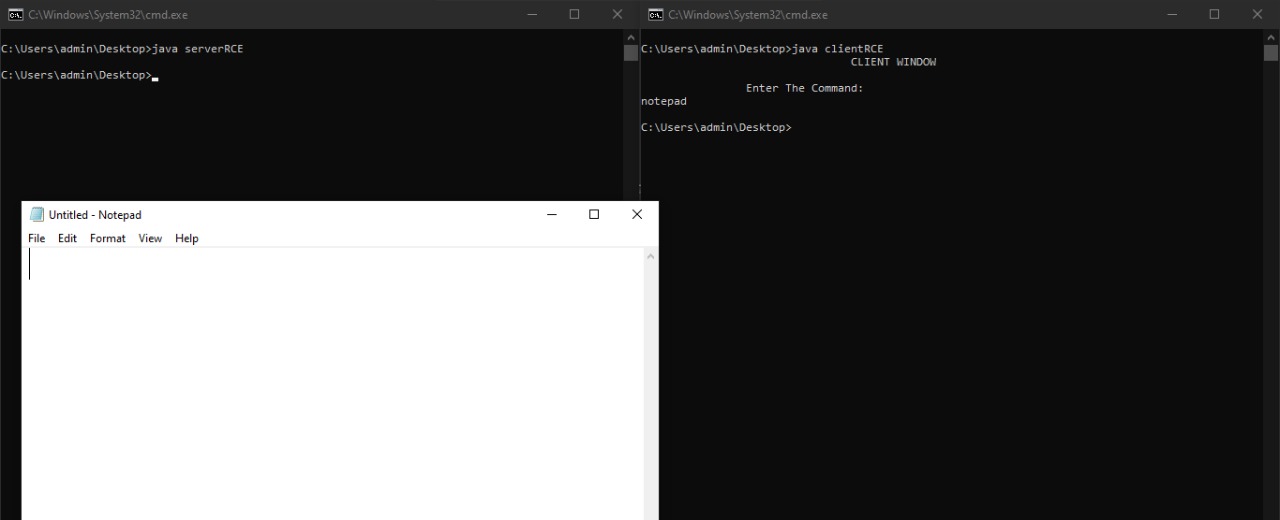 C:\Windows\System32\cmd.exe
C:\Users\admin\Desktop>java serverRCE
C:\Users\admin\Desktop>
C:\Windows\System32\cmd.exe
C:\Users\admin\Desktop>java clientRCE
CLIENT WINDOW
Enter The Command:
notepad
C:\Users\admin\Desktop>
Untitled - Notepad
File Edit Format View Help